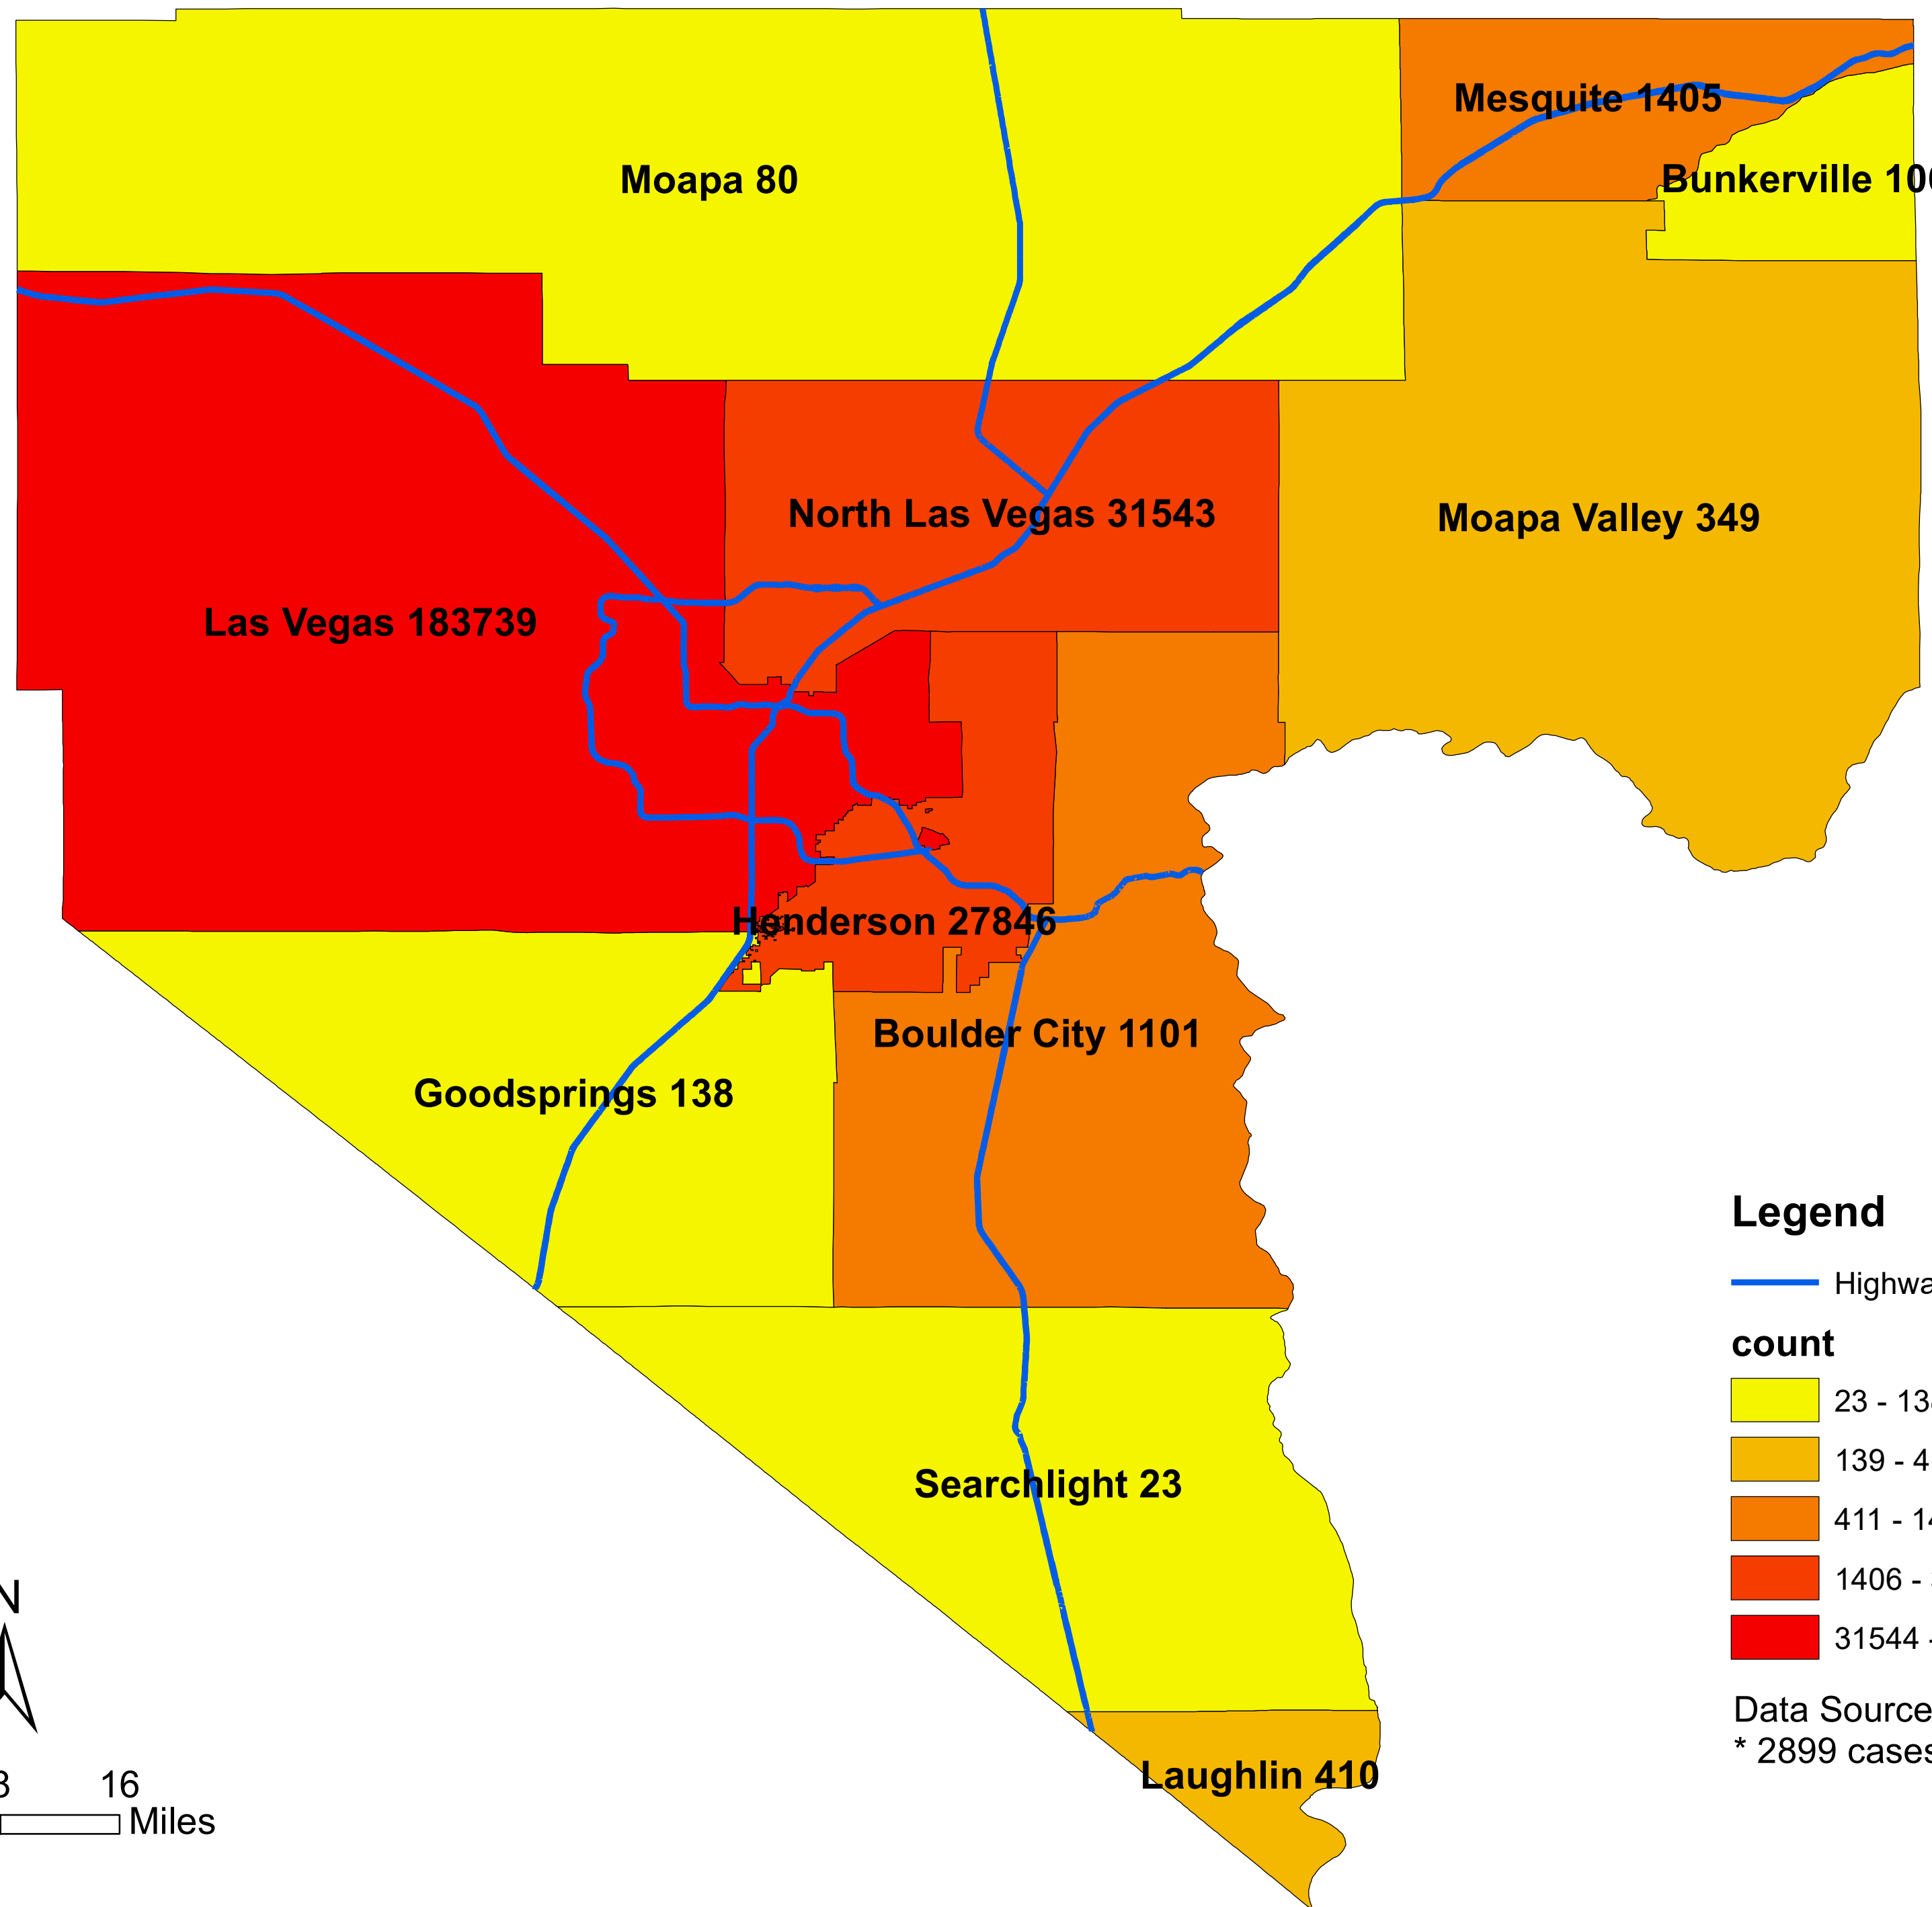 Mesquite 1405
Moapa 80
Bunkerville 10
North Las Vegas 31543
Moapa Valley 349
Las Vegas 183739
Henderson 27846
Boulder City 1101
Goodsprings 138
Searchlight 23
Laughlin 410
Legend
Highwa
count
23 - 13
139 - 4
411 - 14
1406 -
31544 -
Data Source
* 2899 cases
N
16
Miles